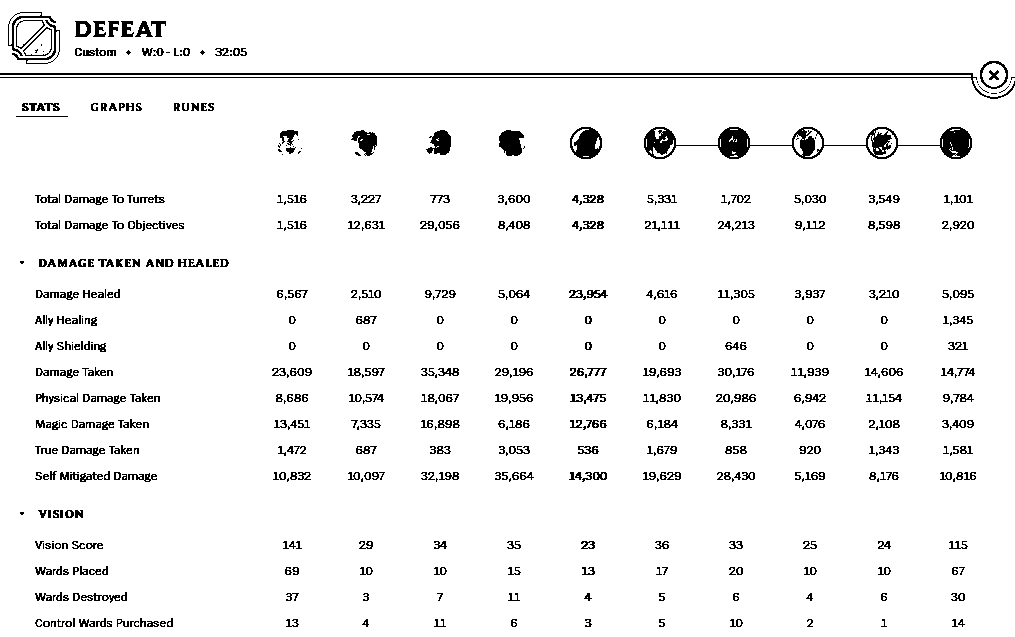 DEFEAT
Custom • W:0 - L:0 • 32:05
STATS GRAPHS RUNES
Total Damage To Turrets 1,516 3,227 773 3,600 4,328 5,331 1,702 5,030 3,549 1,101
Total Damage To Objectives 1,516 12,631 29,056 8,408 4,328 21,111 24,213 9,112 8,598 2,920
DAMAGE TAKEN AND HEALED
Damage Healed 6,567 2,510 9,729 5,064 23,954 4,616 11,305 3,937 3,210 5,095
Ally Healing 0 687 0 0 0 0 0 0 0 1,345
Ally Shielding 0 0 0 0 0 0 646 0 0 321
Damage Taken 23,609 18,597 35,348 29,196 26,777 19,693 30,176 11,939 14,606 14,774
Physical Damage Taken 8,686 10,574 18,067 19,956 13,475 11,830 20,986 6,942 11,154 9,784
Magic Damage Taken 13,451 7,335 16,898 6,186 12,766 6,184 8,331 4,076 2,108 3,409
True Damage Taken 1,472 687 383 3,053 536 1,679 858 920 1,343 1,581
Self Mitigated Damage 10,832 10,097 32,198 35,664 14,300 19,629 28,430 5,169 8,176 10,816
VISION
Vision Score 141 29 34 35 23 36 33 25 24 115
Wards Placed 69 10 10 15 13 17 20 10 10 67
Wards Destroyed 37 3 7 11 4 5 6 4 6 30
Control Wards Purchased 13 4 11 6 3 5 10 2 1 14